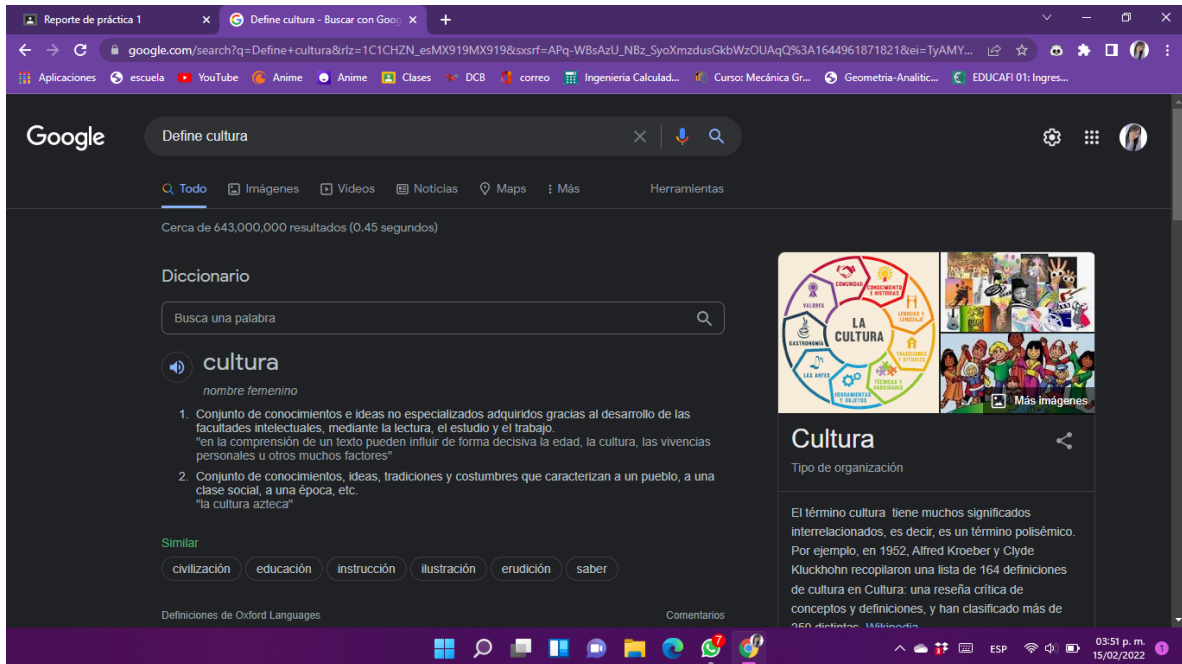 Reporte de práctica 1
Define cultura - Buscar con Goog
google.com/search?q=Define+cultura&rlz=1C1CHZN_esMX919MX919&sxsrf=APq-WBsAzU_NBz_SyoXmzdusGkbWzOUAqQ%3A1644961871821&ei=TyAMY...
Aplicaciones escuela YouTube Anime Anime Clases DCB correo Ingenieria Calculad... Curso: Mecánica Gr... Geometria-Analitic... EDUCAFI 01: Ingres...
Google
Define cultura
Todo Imágenes Videos Noticias Maps Más Herramientas
Cerca de 643,000,000 resultados (0.45 segundos)
Diccionario
Busca una palabra
cultura
nombre femenino
1. Conjunto de conocimientos e ideas no especializados adquiridos gracias al desarrollo de las
facultades intelectuales, mediante la lectura, el estudio y el trabajo.
"en la comprensión de un texto pueden influir de forma decisiva la edad, la cultura, las vivencias
personales u otros muchos factores"
2. Conjunto de conocimientos, ideas, tradiciones y costumbres que caracterizan a un pueblo, a una
clase social, a una época, etc.
"la cultura azteca"
Similar
civilización educación instrucción ilustración erudición saber
Definiciones de Oxford Languages Comentarios
COMUNIDAD
CONOCIMIENTO
E HISTORIAS
VALORES
LENGUAS Y
LENGUAJE
LA
CULTURA
GASTRONOMÍA
TRADICIONES
Y RITUALES
LAS ARTES
TÉCNICAS Y
HABILIDADES
HERRAMIENTAS
Y OBJETOS
Más imágenes
Cultura
Tipo de organización
El término cultura tiene muchos significados
interrelacionados, es decir, es un término polisémico.
Por ejemplo, en 1952, Alfred Kroeber y Clyde
Kluckhohn recopilaron una lista de 164 definiciones
de cultura en Cultura: una reseña crítica de
conceptos y definiciones, y han clasificado más de
250 distintas. Wikipedia
7
ESP
03:51 p. m.
15/02/2022
1